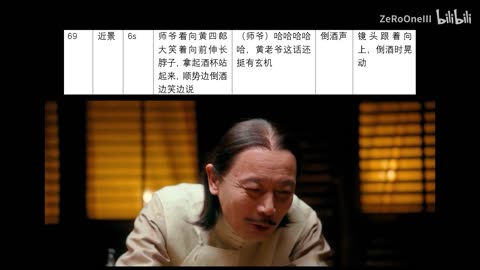 ZeRoOneIII bilibili
69
近景
6s
师爷看向黄四郎
大笑着向前伸长
脖子，拿起酒杯站
起来，顺势边倒酒
边笑边说
（师爷）哈哈哈哈哈
哈，黄老爷这话还
挺有玄机
倒酒声
镜头跟着向
上，倒酒时晃
动